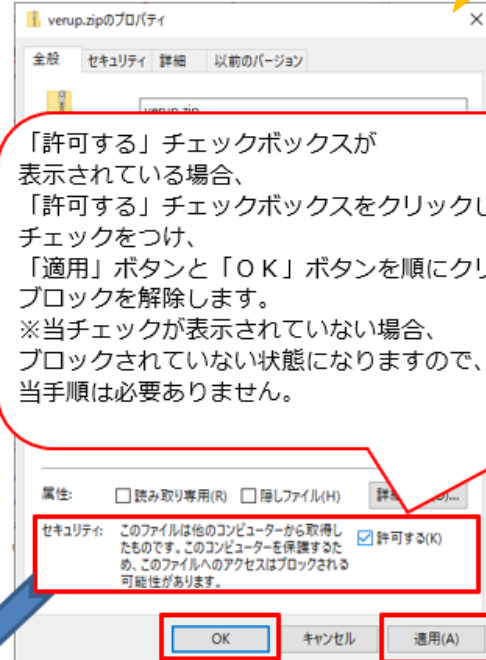 verup.zipのプロパティ
全般 セキュリティ 詳細 以前のバージョン
verup.zip
「許可する」チェックボックスが
表示されている場合、
「許可する」チェックボックスをクリックし
チェックをつけ、
「適用」ボタンと「ＯＫ」ボタンを順にクリ
ブロックを解除します。
※当チェックが表示されていない場合、
ブロックされていない状態になりますので、
当手順は必要ありません。
属性: 読み取り専用(R) 隠しファイル(H)
セキュリティ: このファイルは他のコンピューターから取得し
たものです。このコンピューターを保護するた
め、このファイルへのアクセスはブロックされる
可能性があります。
許可する(K)
OK キャンセル 適用(A)